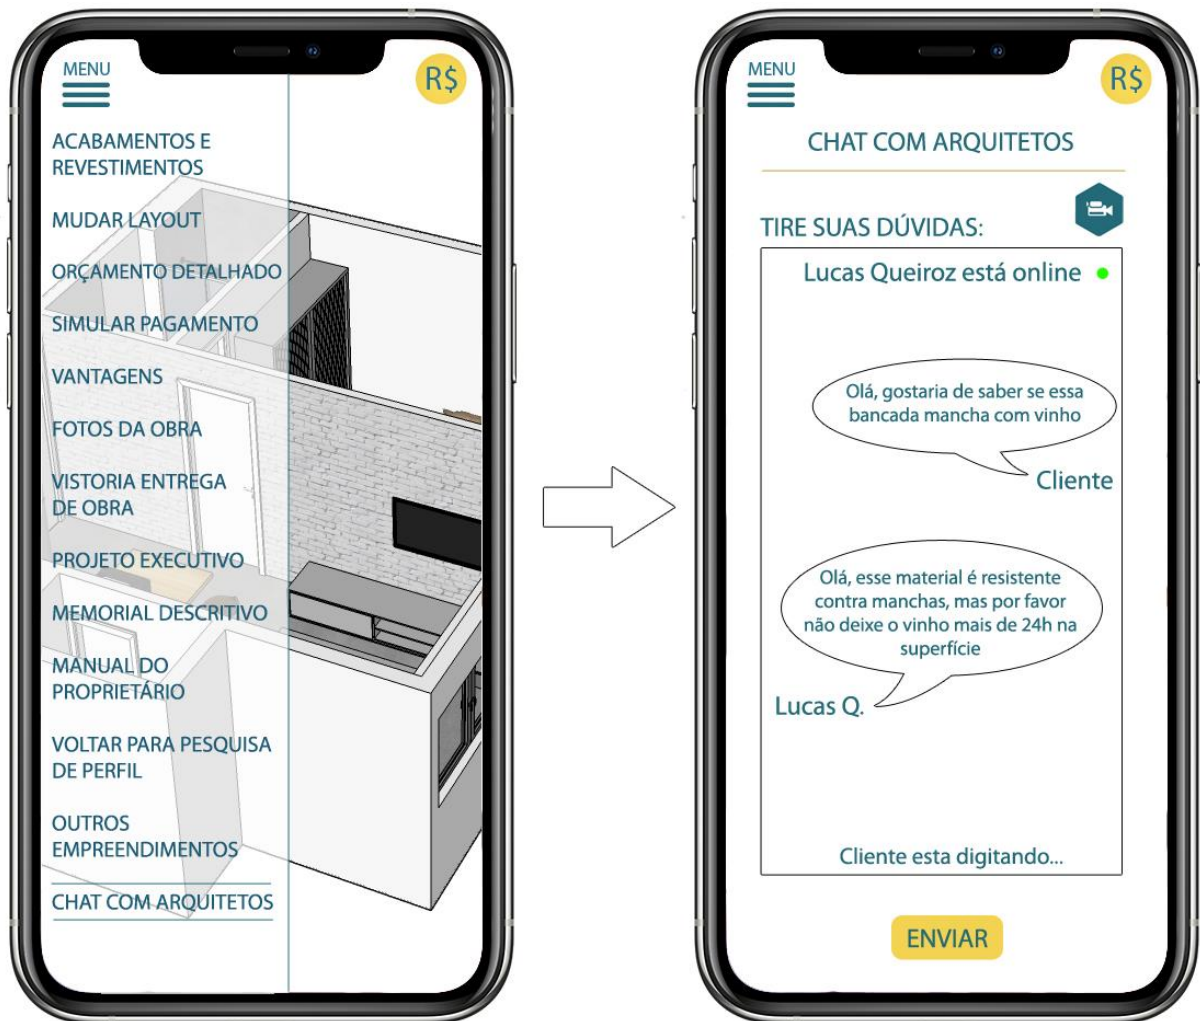 MENU
R$
ACABAMENTOS E
REVESTIMENTOS
MUDAR LAYOUT
ORÇAMENTO DETALHADO
SIMULAR PAGAMENTO
VANTAGENS
FOTOS DA OBRA
VISTORIA ENTREGA
DE OBRA
PROJETO EXECUTIVO
MEMORIAL DESCRITIVO
MANUAL DO
PROPRIETÁRIO
VOLTAR PARA PESQUISA
DE PERFIL
OUTROS
EMPREENDIMENTOS
CHAT COM ARQUITETOS
MENU
R$
CHAT COM ARQUITETOS
TIRE SUAS DÚVIDAS:
Lucas Queiroz está online
Olá, gostaria de saber se essa
bancada mancha com vinho
Cliente
Olá, esse material é resistente
contra manchas, mas por favor
não deixe o vinho mais de 24h na
superfície
Lucas Q.
Cliente esta digitando...
ENVIAR